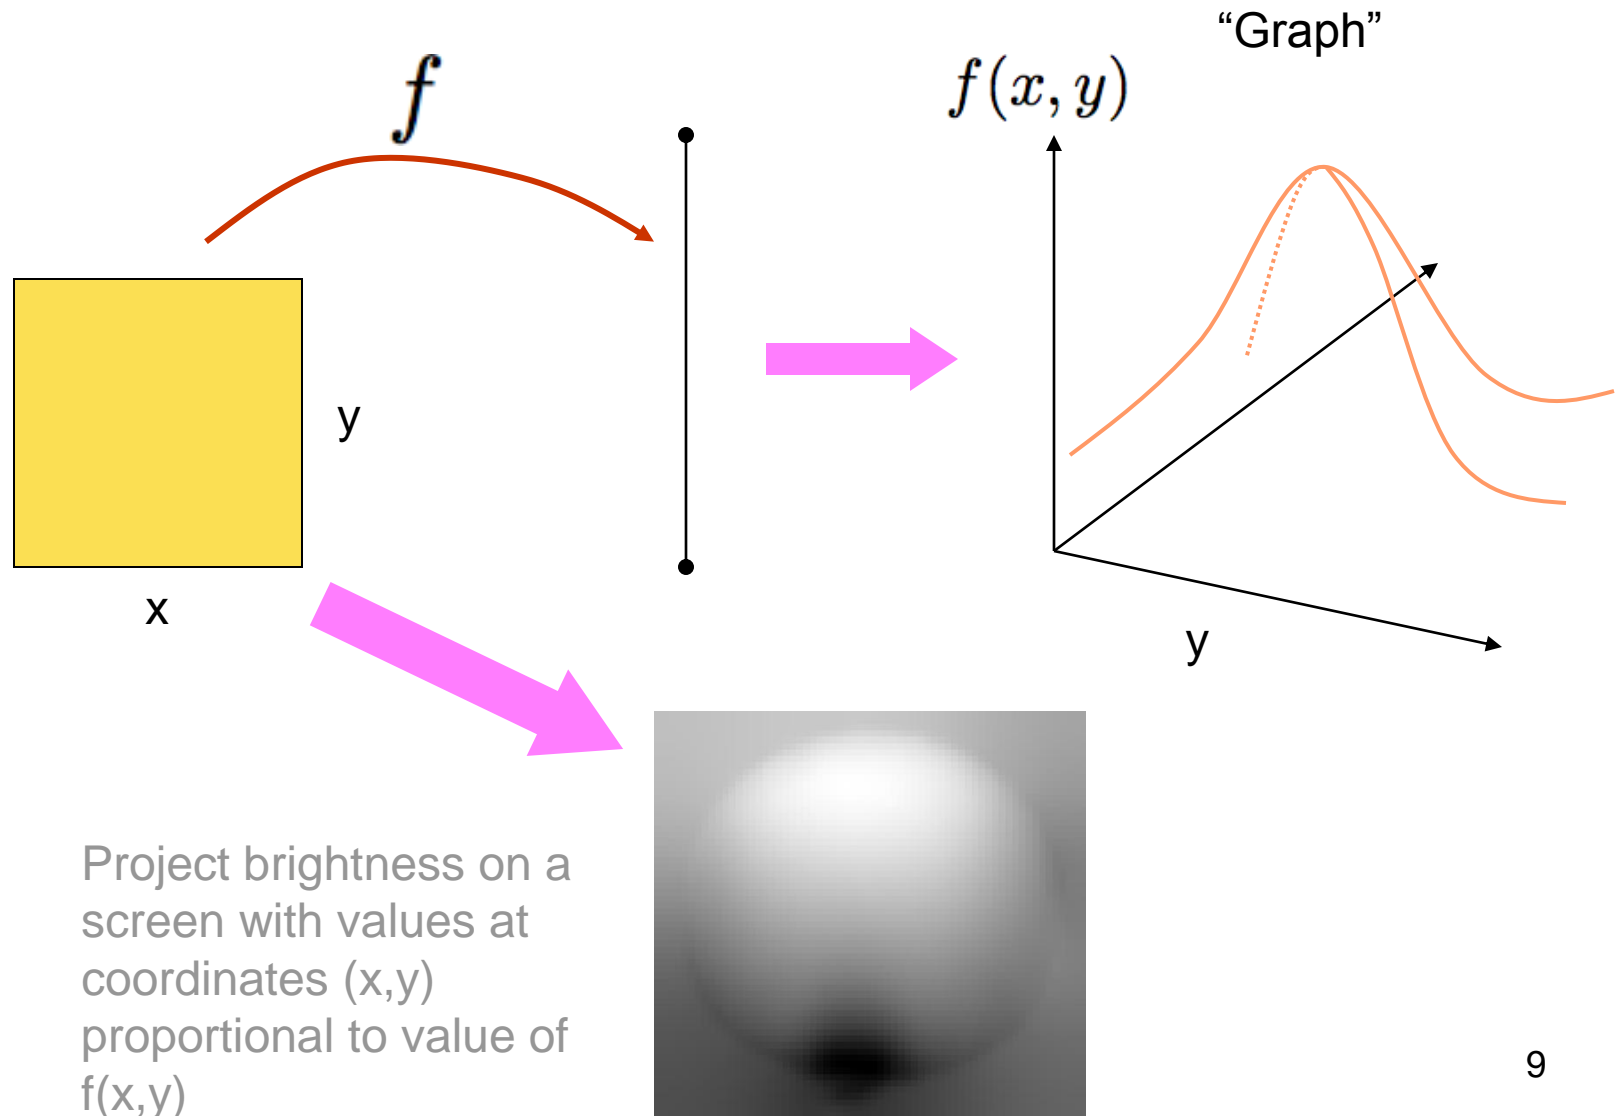 “Graph”
f
f(x, y)
y
x
y
Project brightness on a
screen with values at
coordinates (x,y)
proportional to value of
f(x,y)
9